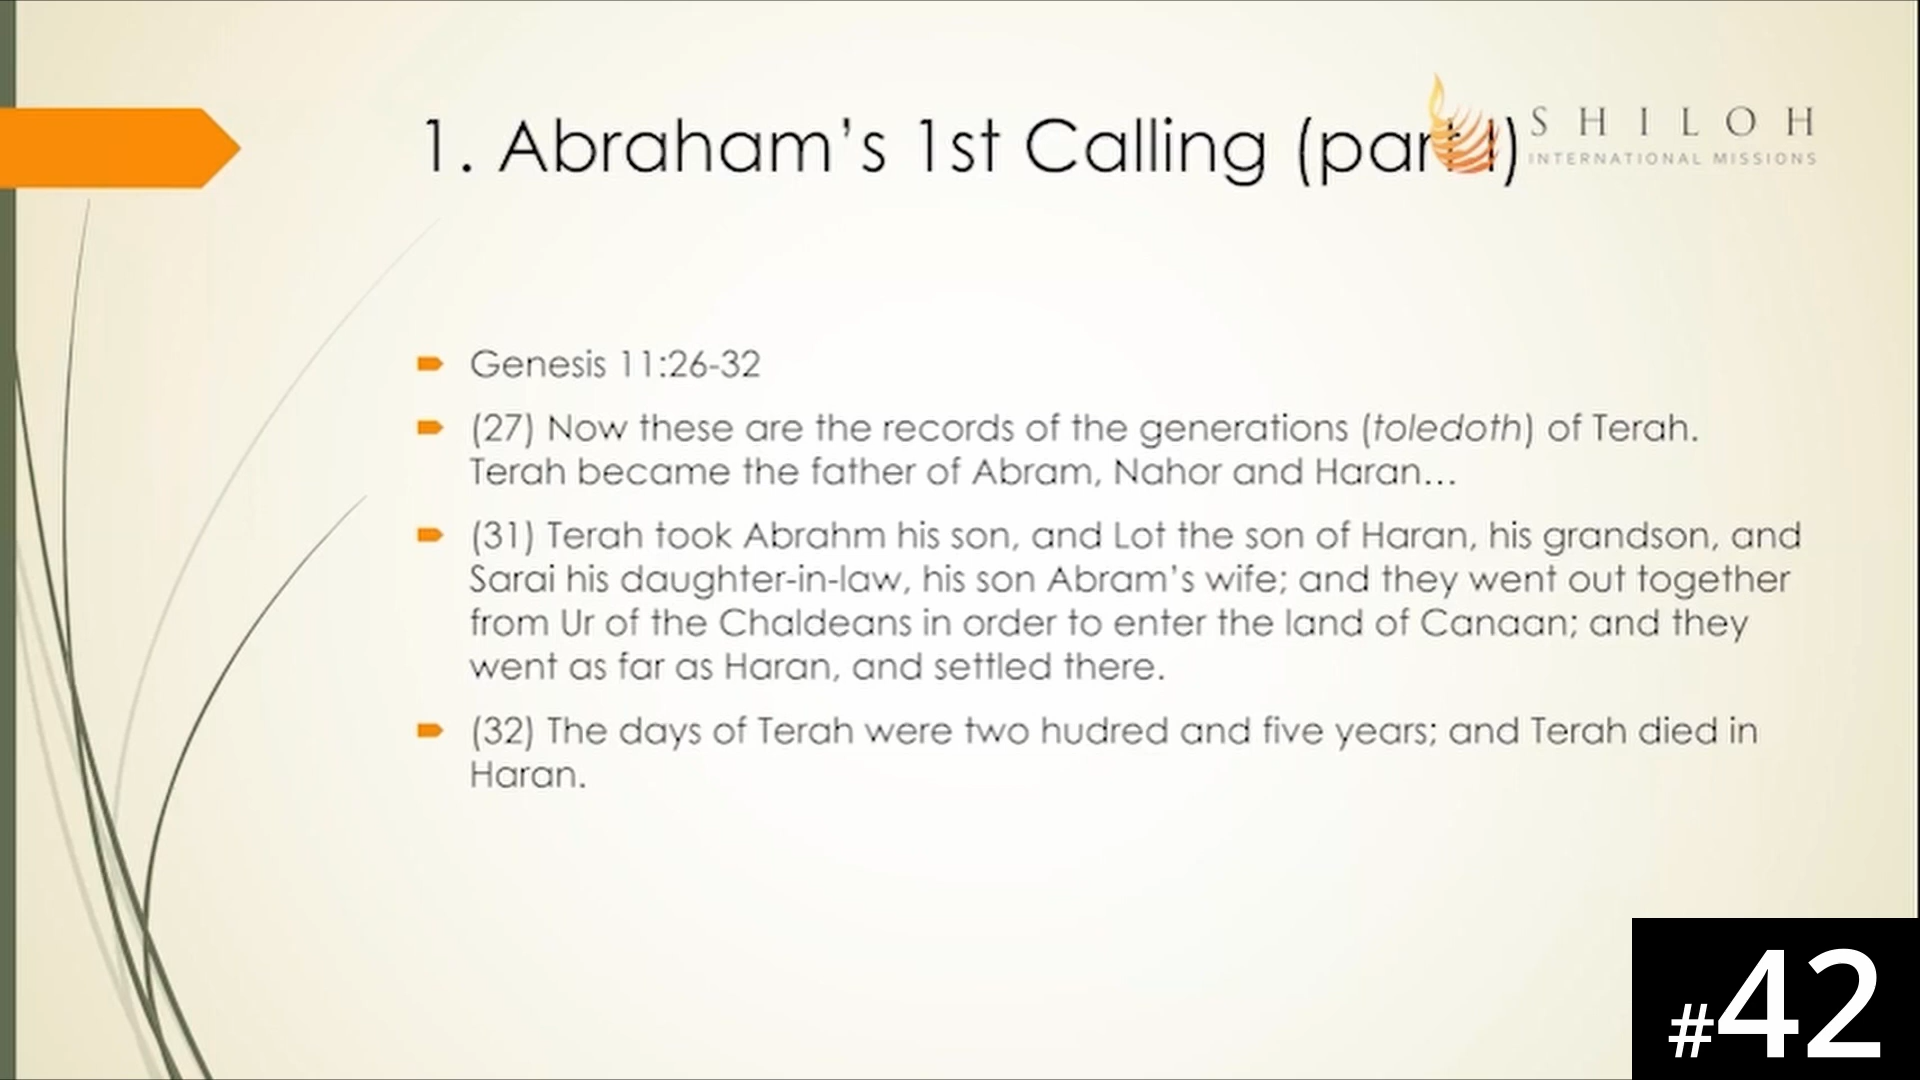 1. Abraham’s 1st Calling (part 1)
SHILOH
INTERNATIONAL MISSIONS
Genesis 11:26-32
(27) Now these are the records of the generations (toledoth) of Terah.
Terah became the father of Abram, Nahor and Haran…
(31) Terah took Abrahm his son, and Lot the son of Haran, his grandson, and
Sarai his daughter-in-law, his son Abram’s wife; and they went out together
from Ur of the Chaldeans in order to enter the land of Canaan; and they
went as far as Haran, and settled there.
(32) The days of Terah were two hudred and five years; and Terah died in
Haran.
#42